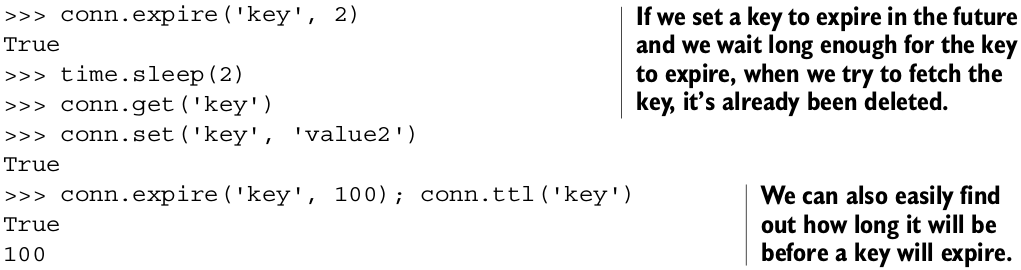 >>> conn.expire('key', 2)
True
>>> time.sleep(2)
>>> conn.get('key')
>>> conn.set('key', 'value2')
True
>>> conn.expire('key', 100); conn.ttl('key')
True
100
If we set a key to expire in the future
and we wait long enough for the key
to expire, when we try to fetch the
key, it’s already been deleted.
We can also easily find
out how long it will be
before a key will expire.